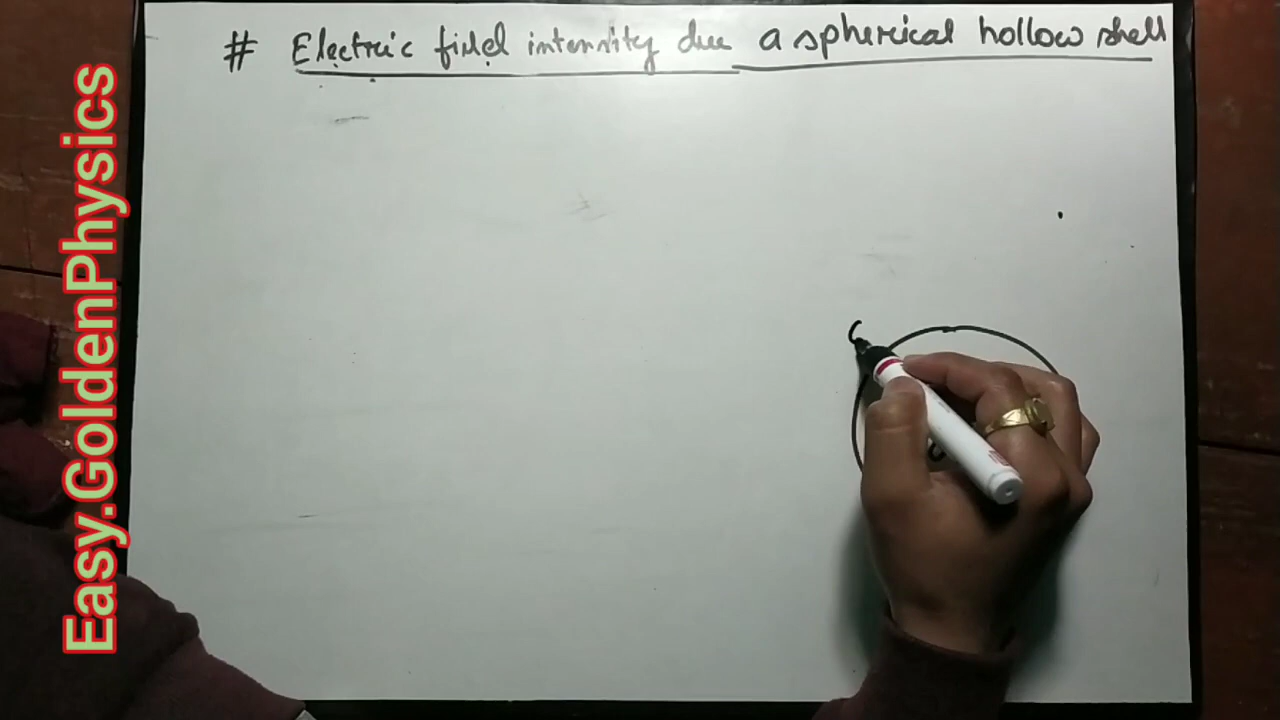 # Electric field intensity due a spherical hollow shell
Easy.GoldenPhysics